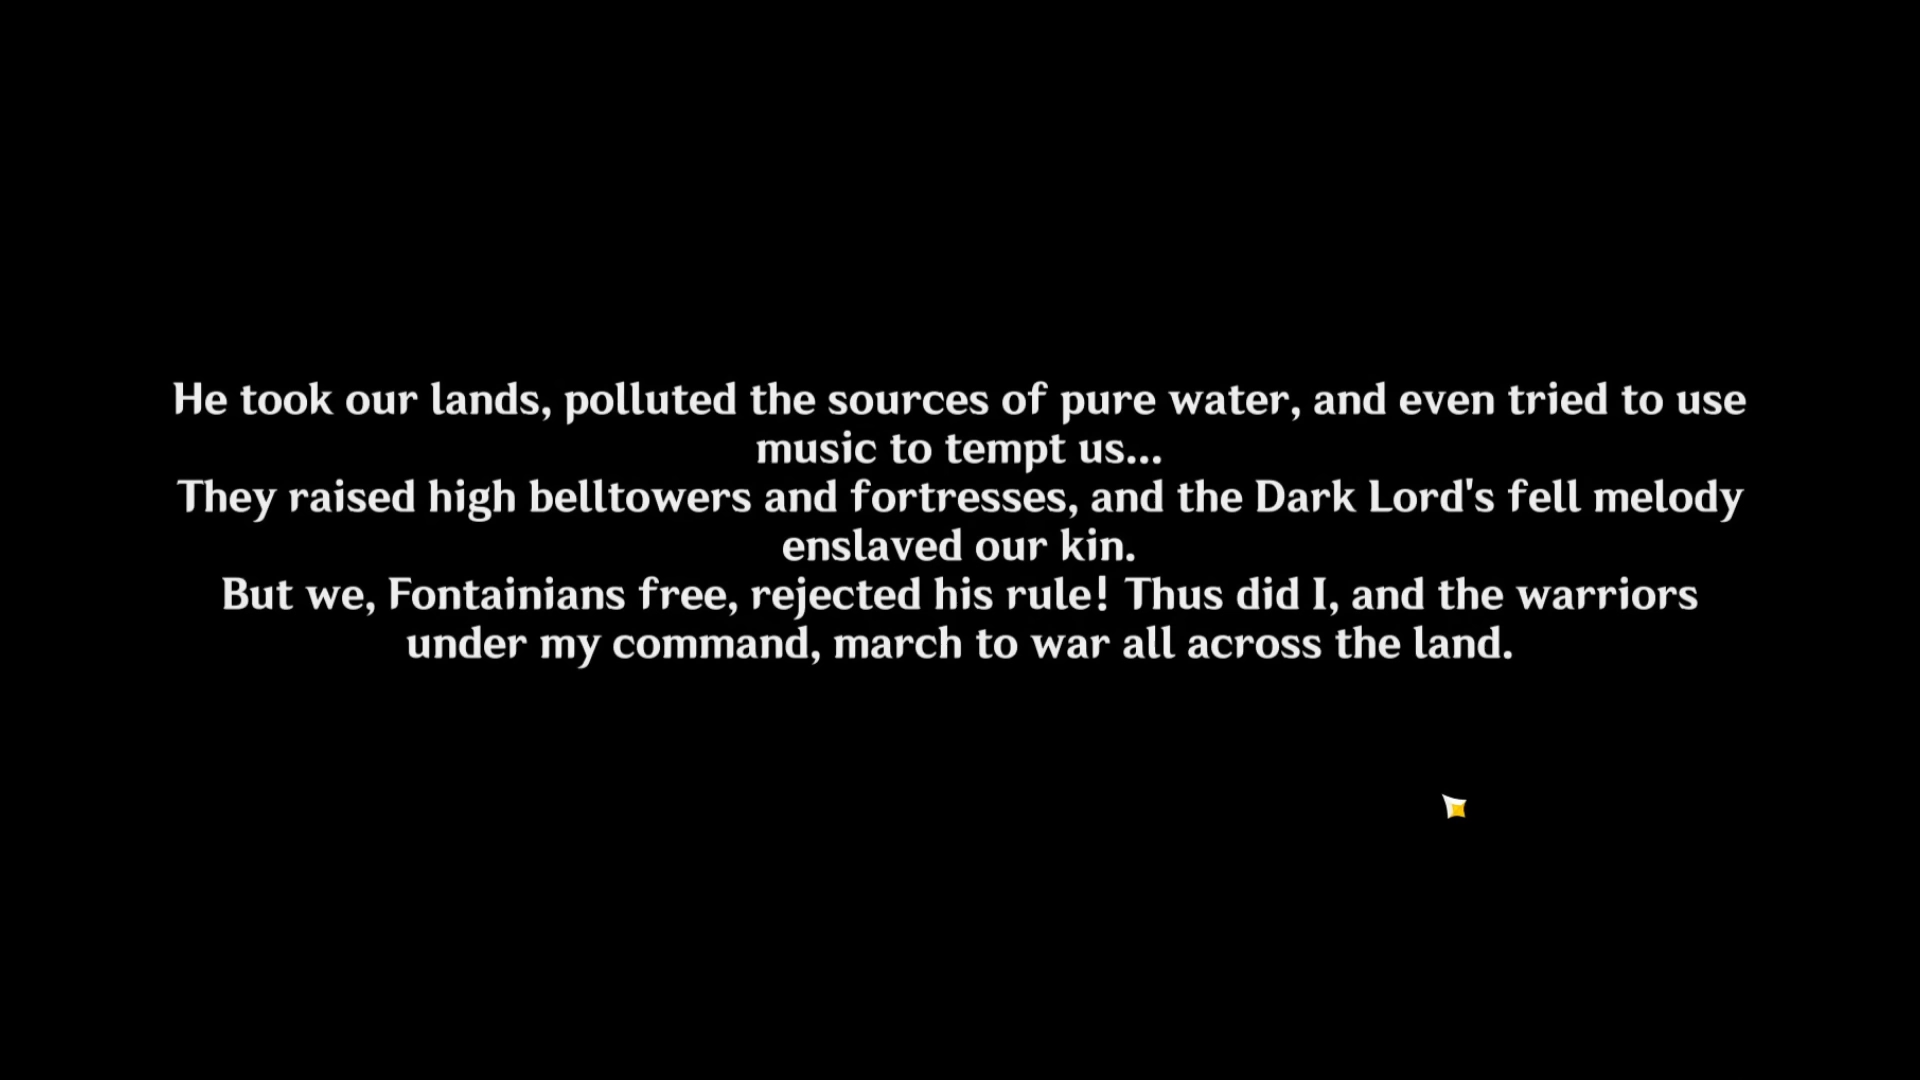 He took our lands, polluted the sources of pure water, and even tried to use
music to tempt us...
They raised high belltowers and fortresses, and the Dark Lord's fell melody
enslaved our kin.
But we, Fontainians free, rejected his rule! Thus did I, and the warriors
under my command, march to war all across the land.